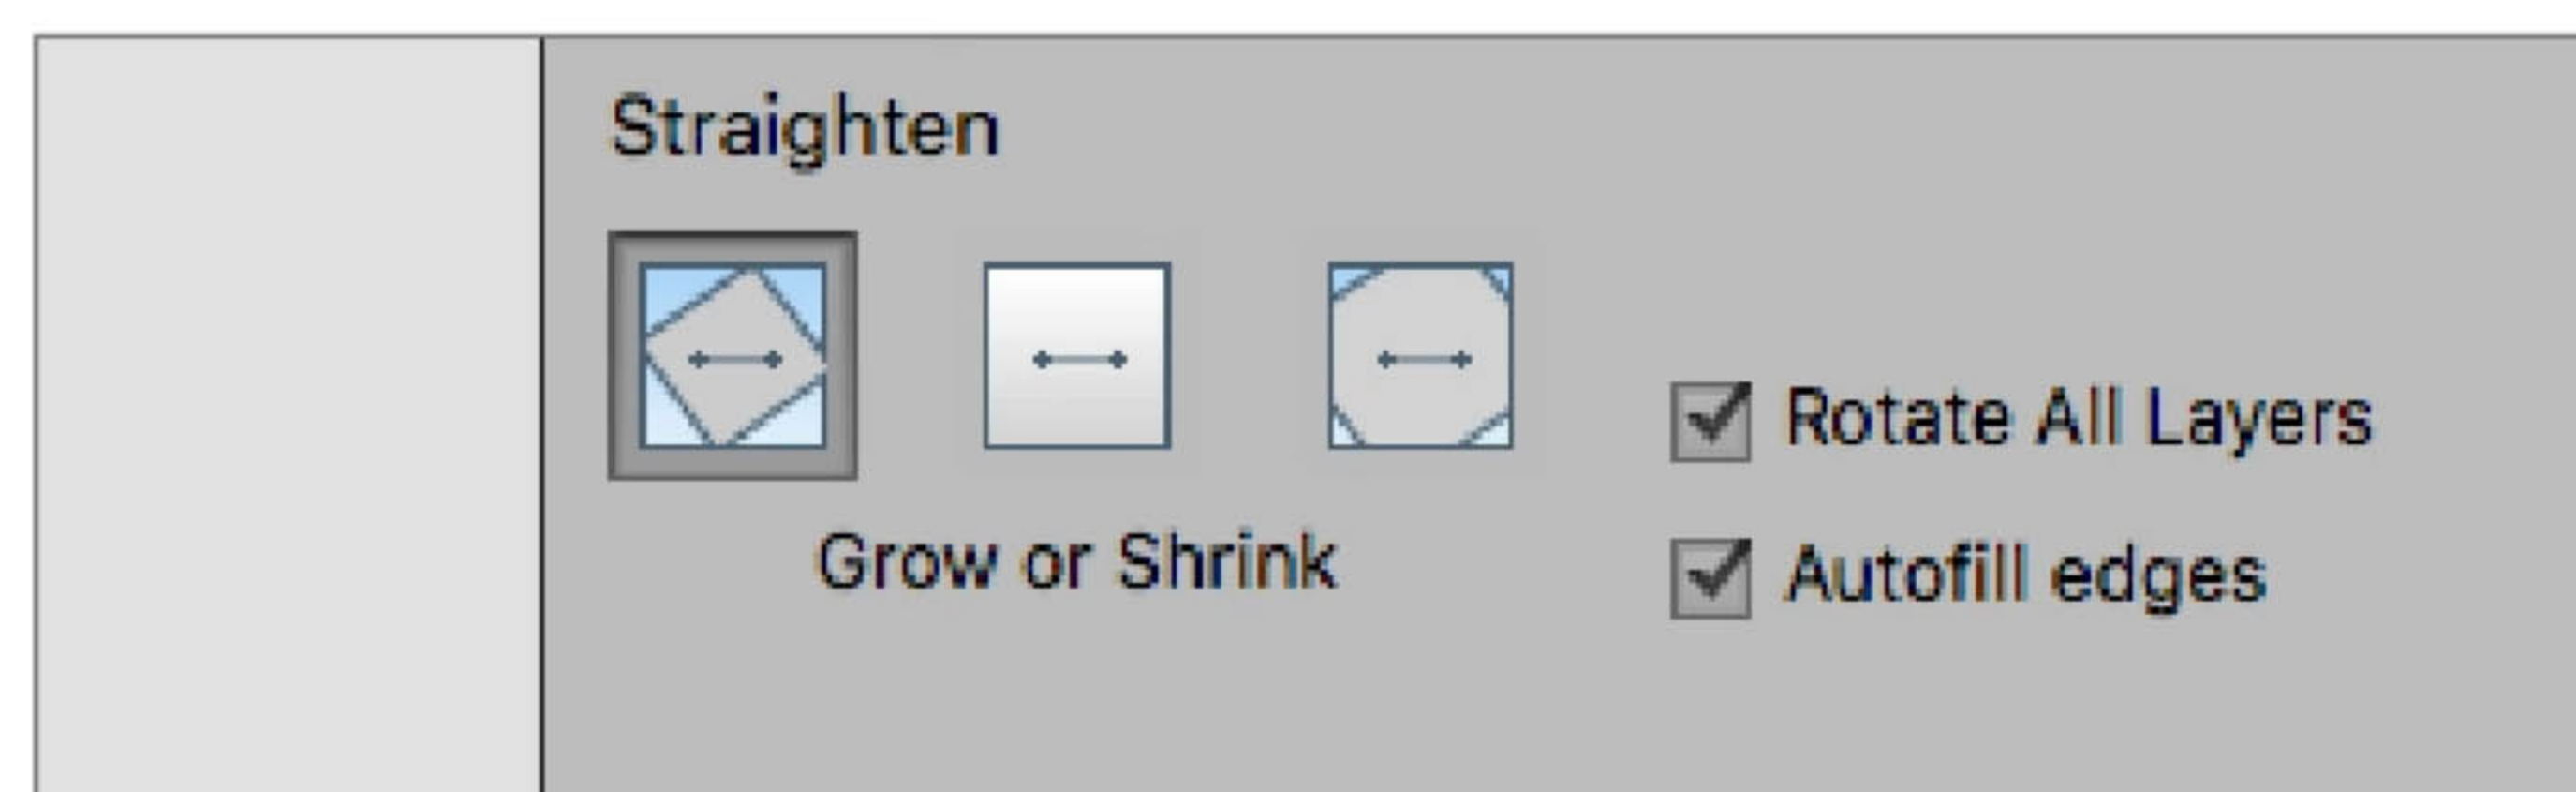 Straighten
Rotate All Layers
Grow or Shrink
Autofill edges